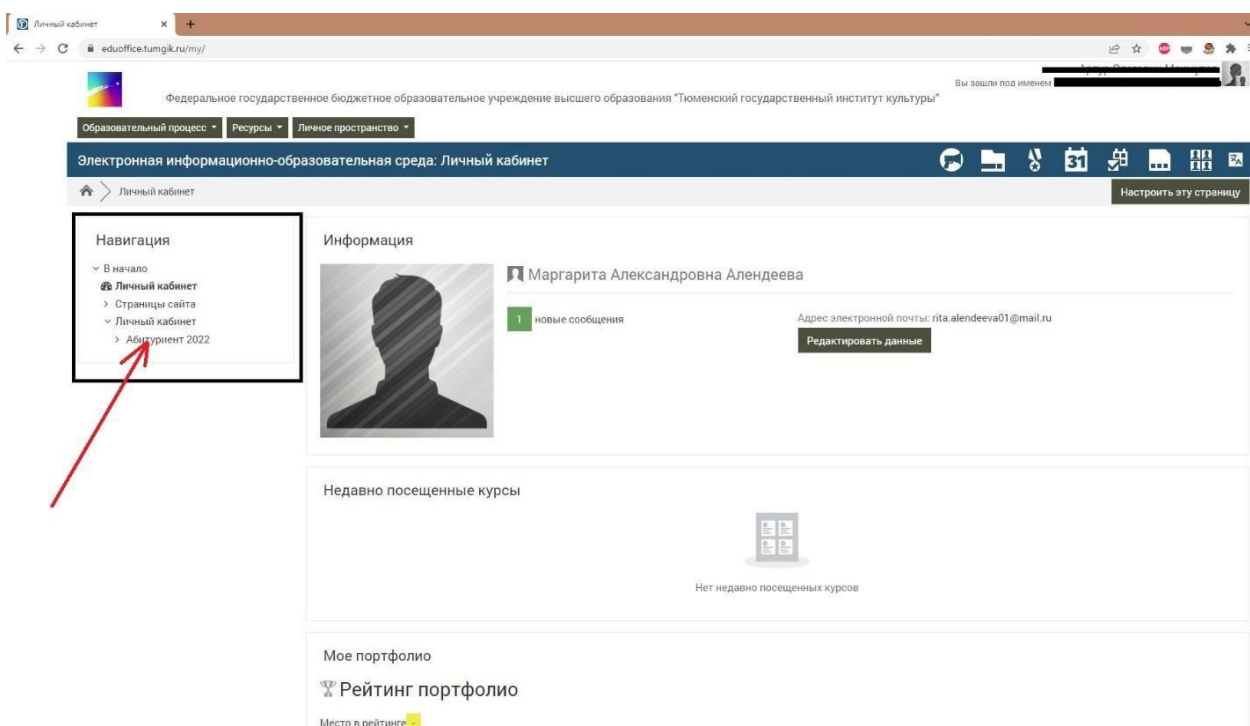 Личный кабинет
eduoffice.tumgik.ru/my/
Вы зашли под именем
Федеральное государственное бюджетное образовательное учреждение высшего образования "Тюменский государственный институт культуры"
Образовательный процесс Ресурсы Личное пространство
Электронная информационно-образовательная среда: Личный кабинет
31
Личный кабинет
Настроить эту страницу
Навигация
В начало
Личный кабинет
Страницы сайта
Личный кабинет
Абитуриент 2022
Информация
Маргарита Александровна Алендеева
1 новые сообщения
Адрес электронной почты: rita.alendeeva01@mail.ru
Редактировать данные
Недавно посещенные курсы
Нет недавно посещенных курсов
Мое портфолио
Рейтинг портфолио
Место в рейтинге -